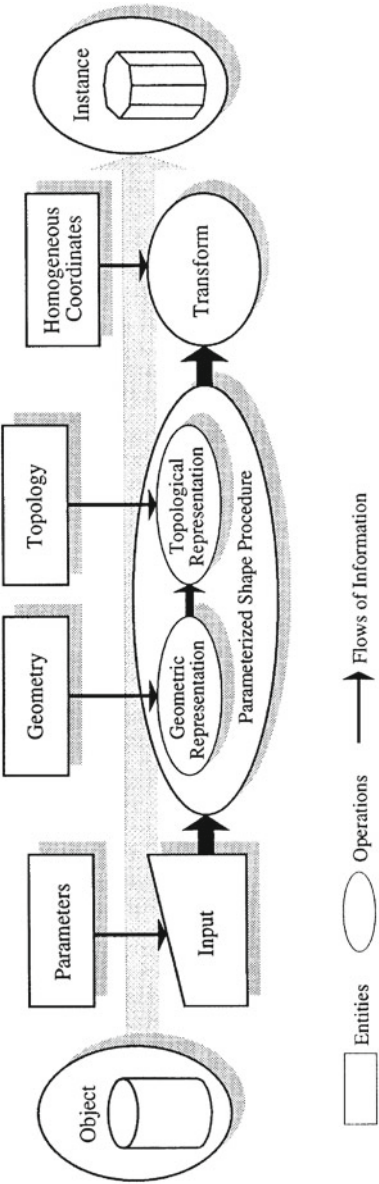 Object
Parameters
Input
Geometry
Topology
Geometric
Representation
Topological
Representation
Parameterized Shape Procedure
Homogeneous
Coordinates
Transform
Instance
Entities
Operations
Flows of Information